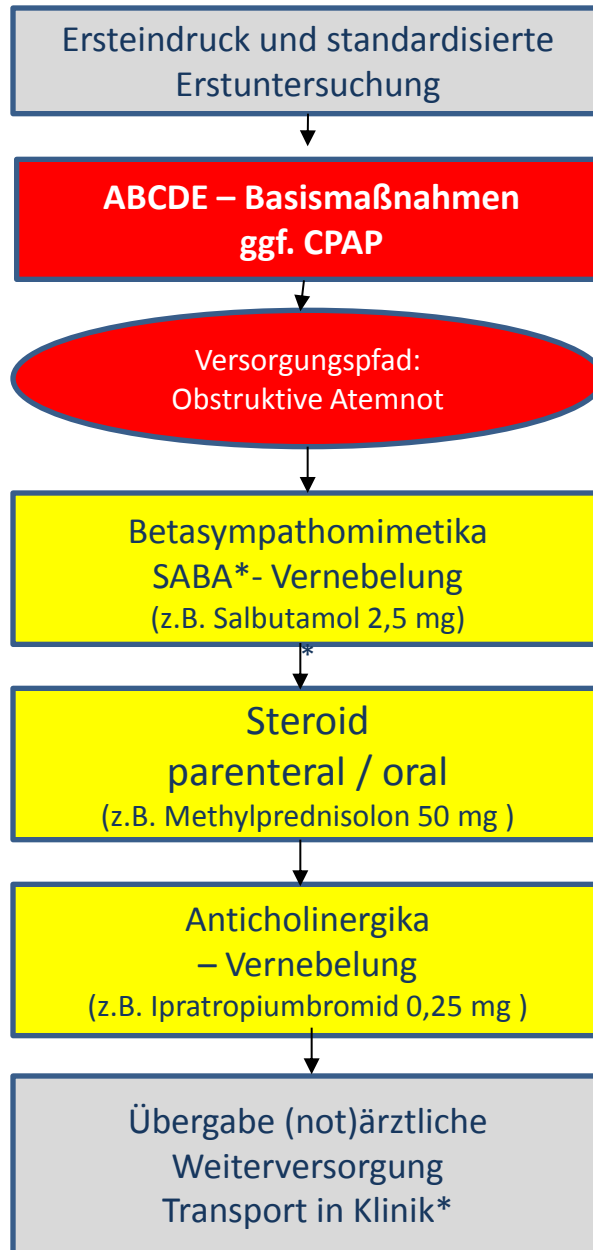 Ersteindruck und standardisierte
Erstuntersuchung
ABCDE – Basismaßnahmen
ggf. CPAP
Versorgungspfad:
Obstruktive Atemnot
Betasympathomimetika
SABA*- Vernebelung
(z.B. Salbutamol 2,5 mg)
*
Steroid
parenteral / oral
(z.B. Methylprednisolon 50 mg )
Anticholinergika
– Vernebelung
(z.B. Ipratropiumbromid 0,25 mg )
Übergabe (not)ärztliche
Weiterversorgung
Transport in Klinik*